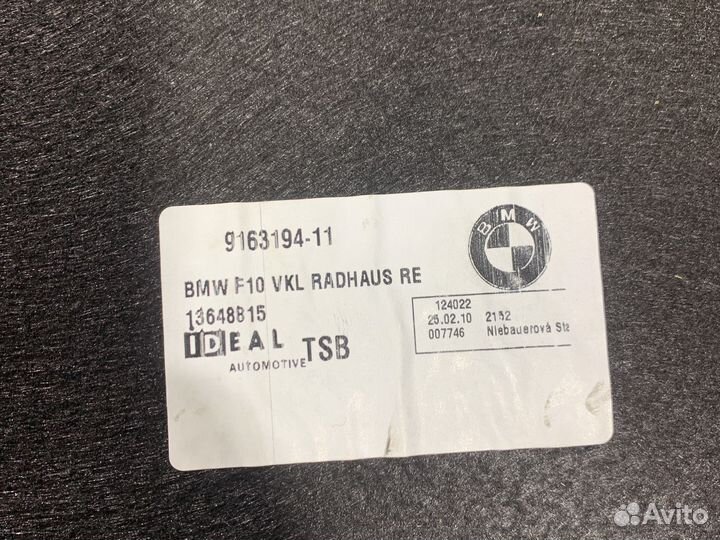 9163194-11
BMW
BMW F10 VKL RADHAUS RE
13648815
IDEAL
AUTOMOTIVE
TSB
124022
25.02.10 2132
007746 Niebauerová Sta
Avito